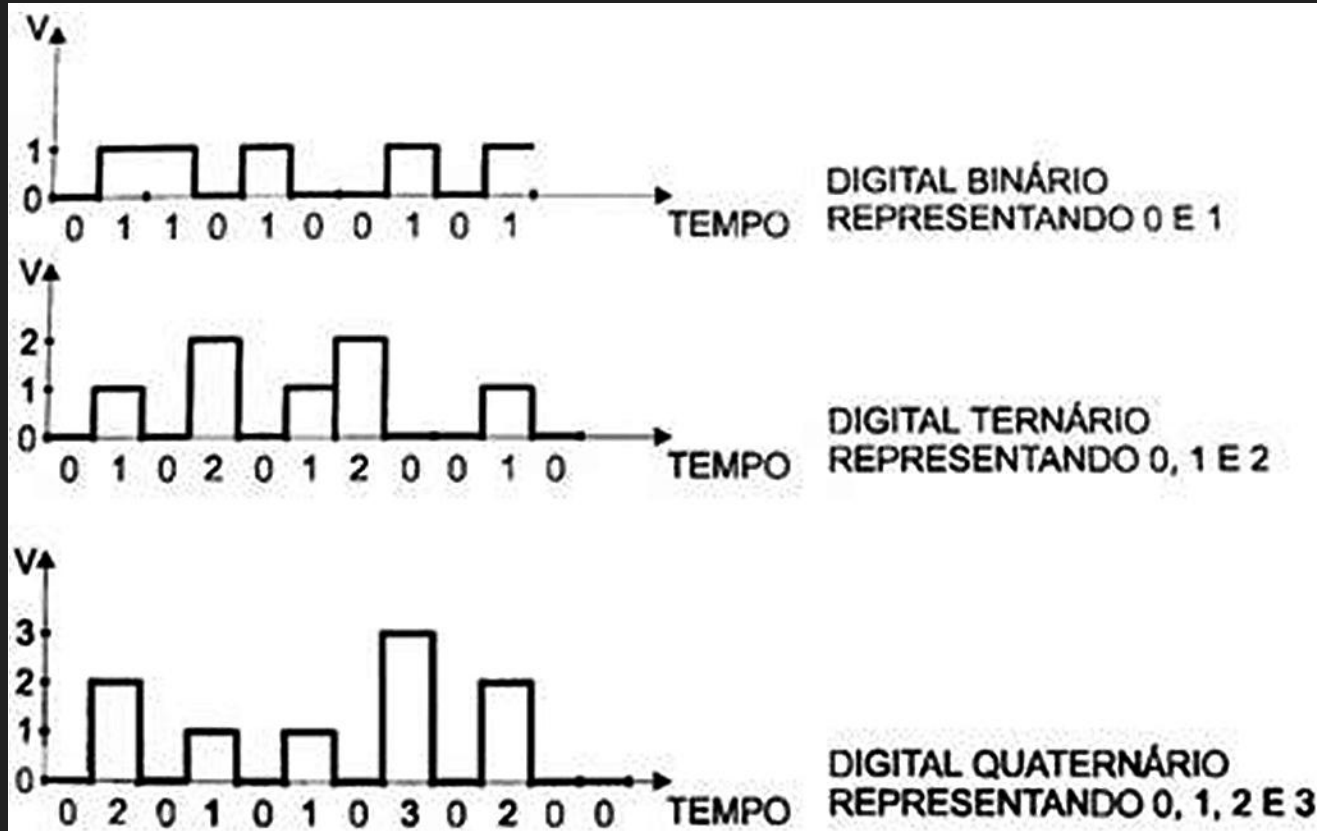 V
1
0
0 1 1 0 1 0 0 1 0 1
TEMPO
DIGITAL BINÁRIO
REPRESENTANDO 0 E 1
V
2
1
0
0 1 0 2 0 1 2 0 0 1 0
TEMPO
DIGITAL TERNÁRIO
REPRESENTANDO 0, 1 E 2
V
3
2
1
0
0 2 0 1 0 1 0 3 0 2 0 0
TEMPO
DIGITAL QUATERNÁRIO
REPRESENTANDO 0, 1, 2 E 3